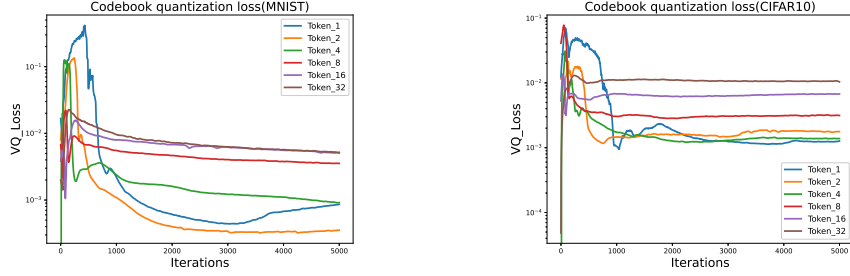 Codebook quantization loss(MNIST)
VQ_Loss
10⁻¹
10⁻²
10⁻³
Token_1
Token_2
Token_4
Token_8
Token_16
Token_32
0 1000 2000 3000 4000 5000
Iterations
Codebook quantization loss(CIFAR10)
VQ_Loss
10⁻¹
10⁻²
10⁻³
10⁻⁴
Token_1
Token_2
Token_4
Token_8
Token_16
Token_32
0 1000 2000 3000 4000 5000
Iterations